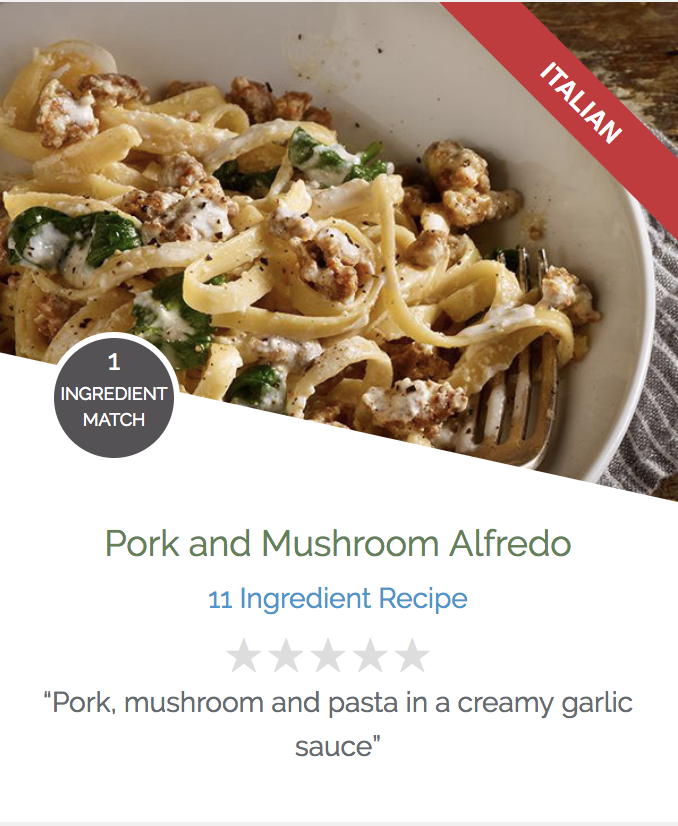 ITALIAN
1
INGREDIENT
MATCH
Pork and Mushroom Alfredo
11 Ingredient Recipe
“Pork, mushroom and pasta in a creamy garlic
sauce”